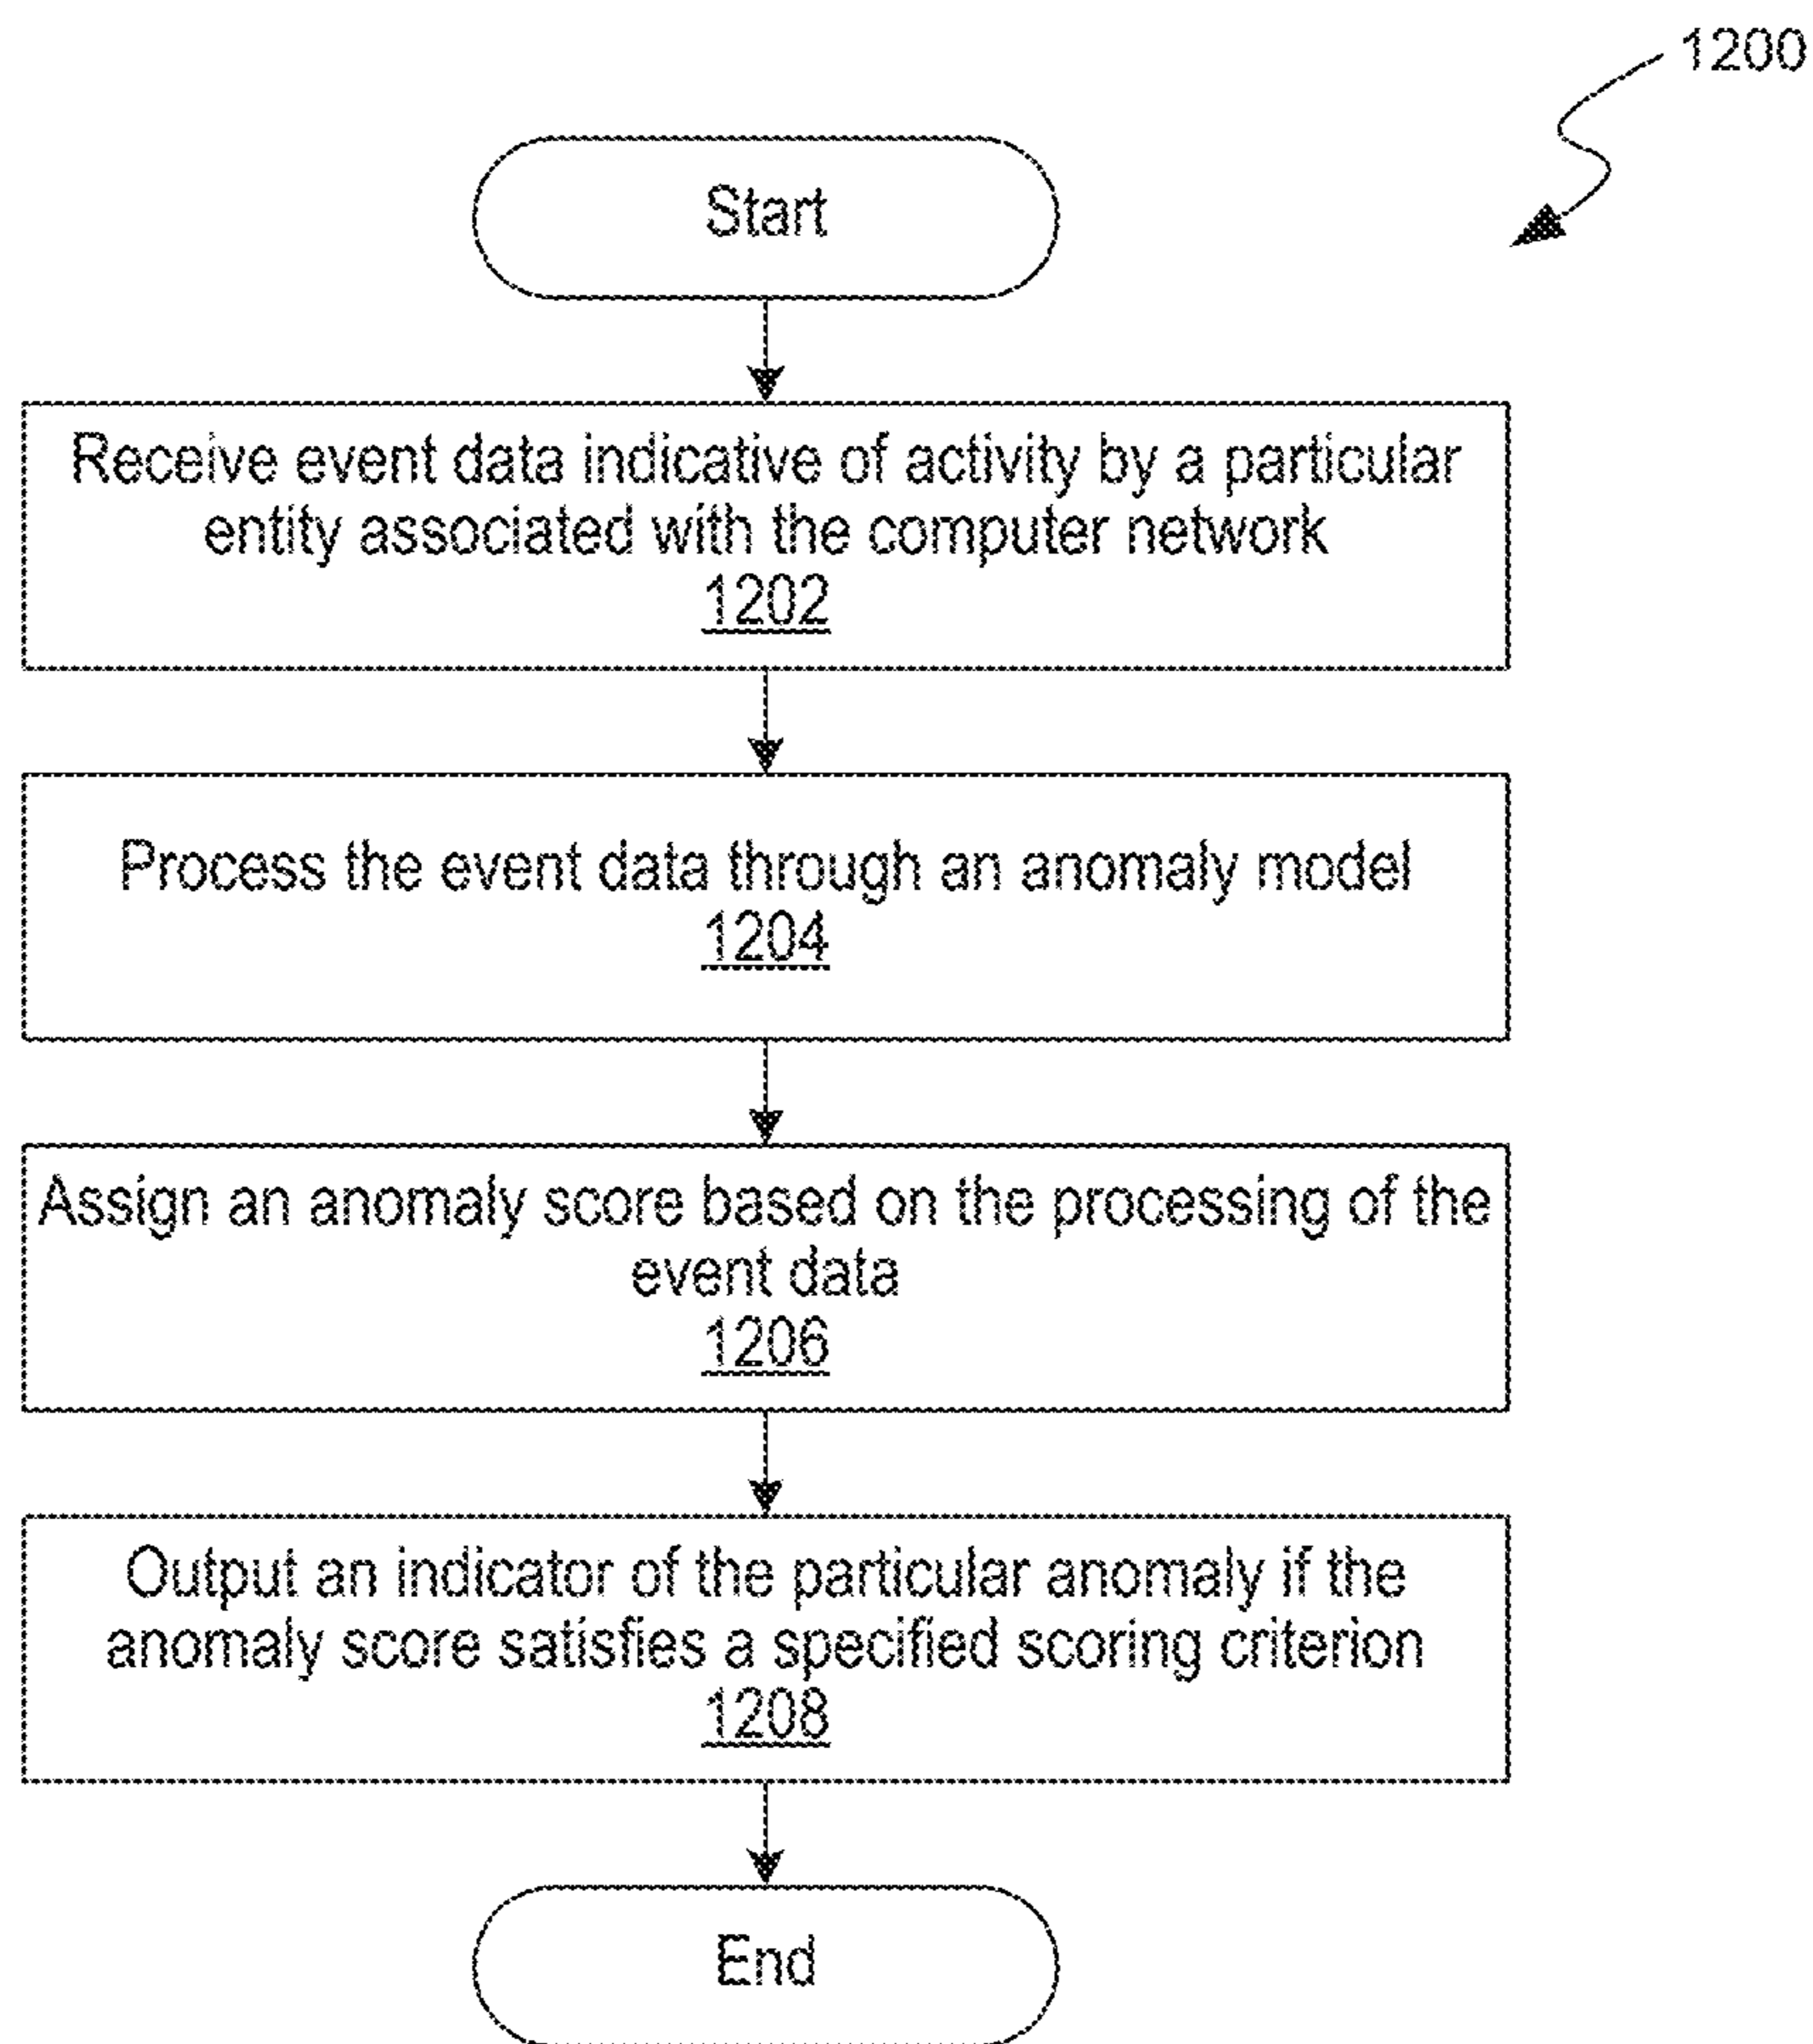 1200
Start
Receive event data indicative of activity by a particular
entity associated with the computer network
1202
Process the event data through an anomaly model
1204
Assign an anomaly score based on the processing of the
event data
1206
Output an indicator of the particular anomaly if the
anomaly score satisfies a specified scoring criterion
1208
End